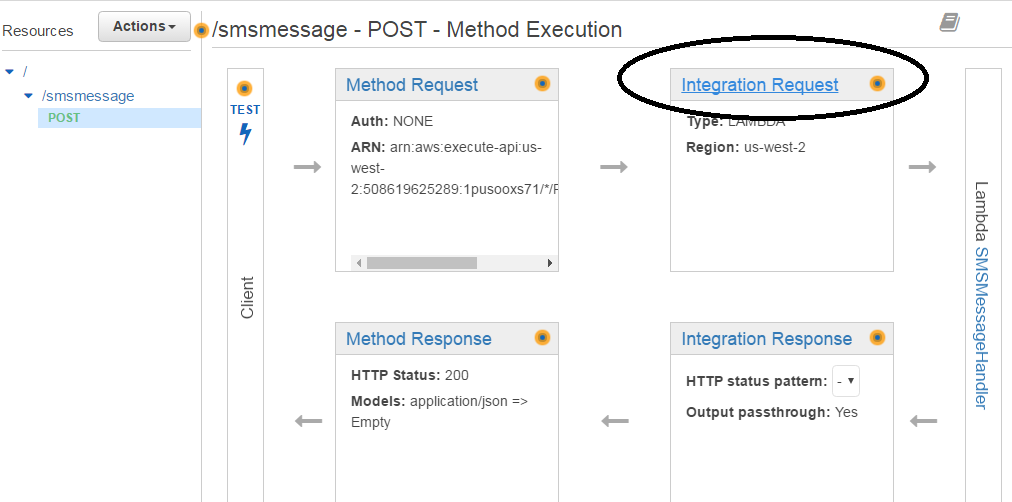 Resources
Actions
/smsmessage - POST - Method Execution
/
/smsmessage
POST
TEST
Client
Method Request
Auth: NONE
ARN: arn:aws:execute-api:us-
west-
2:508619625289:1pusooxs71/*/
Integration Request
Type: LAMBDA
Region: us-west-2
Lambda SMSMessageHandler
Method Response
HTTP Status: 200
Models: application/json =>
Empty
Integration Response
HTTP status pattern: -
Output passthrough: Yes